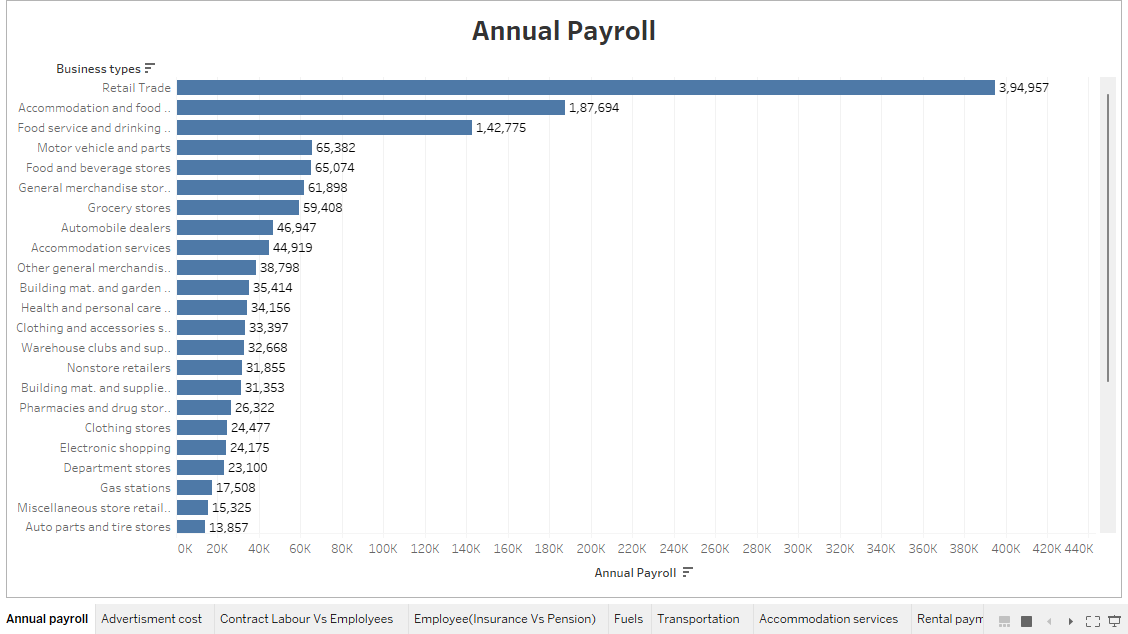 Annual Payroll
Business types
Retail Trade 3,94,957
Accommodation and food .. 1,87,694
Food service and drinking .. 1,42,775
Motor vehicle and parts 65,382
Food and beverage stores 65,074
General merchandise stor.. 61,898
Grocery stores 59,408
Automobile dealers 46,947
Accommodation services 44,919
Other general merchandis.. 38,798
Building mat. and garden .. 35,414
Health and personal care .. 34,156
Clothing and accessories s.. 33,397
Warehouse clubs and sup.. 32,668
Nonstore retailers 31,855
Building mat. and supplie.. 31,353
Pharmacies and drug stor.. 26,322
Clothing stores 24,477
Electronic shopping 24,175
Department stores 23,100
Gas stations 17,508
Miscellaneous store retail.. 15,325
Auto parts and tire stores 13,857
0K 20K 40K 60K 80K 100K 120K 140K 160K 180K 200K 220K 240K 260K 280K 300K 320K 340K 360K 380K 400K 420K 440K
Annual Payroll
Annual payroll Advertisment cost Contract Labour Vs Emplolyees Employee(Insurance Vs Pension) Fuels Transportation Accommodation services Rental paym